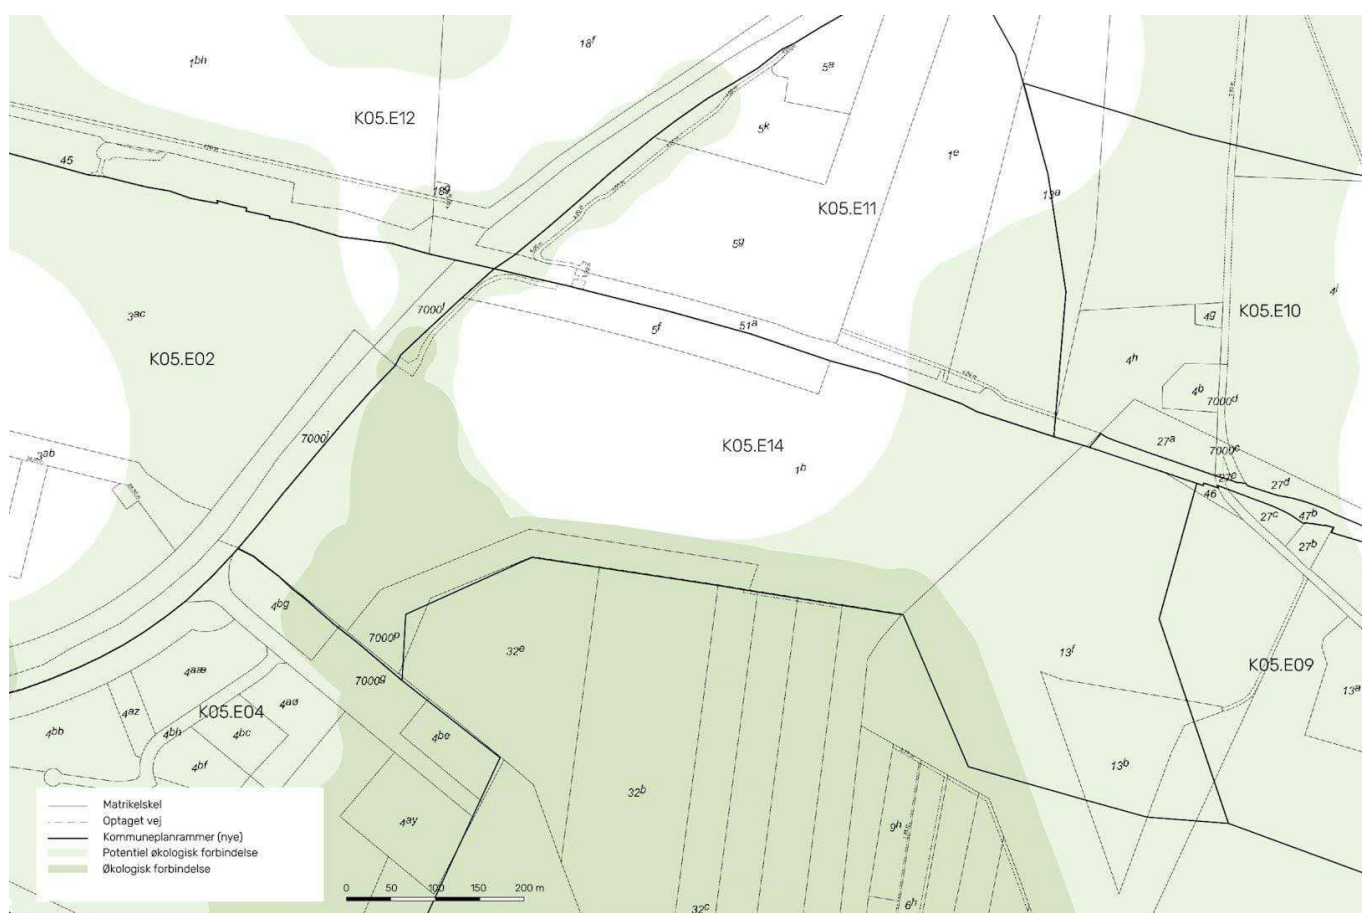 18f
1bh
5a
K05.E12
5k
1e
45
18g
13a
K05.E11
5g
4i
7000f
4g
K05.E10
3ac
5f
51a
K05.E02
4h
4b
7000d
7000i
K05.E14
27a
7000c
3ab
1b
27e
27d
46
27c
47b
27b
4bg
7000p
32e
13f
K05.E09
4aæ
7000g
13a
4aø
4az
K05.E04
4bb
4bh
4bc
4be
4bf
13b
32b
4ay
9h
Matrikelskel
Optaget vej
Kommuneplanrammer (nye)
Potentiel økologisk forbindelse
Økologisk forbindelse
0 50 100 150 200 m
32c
6h